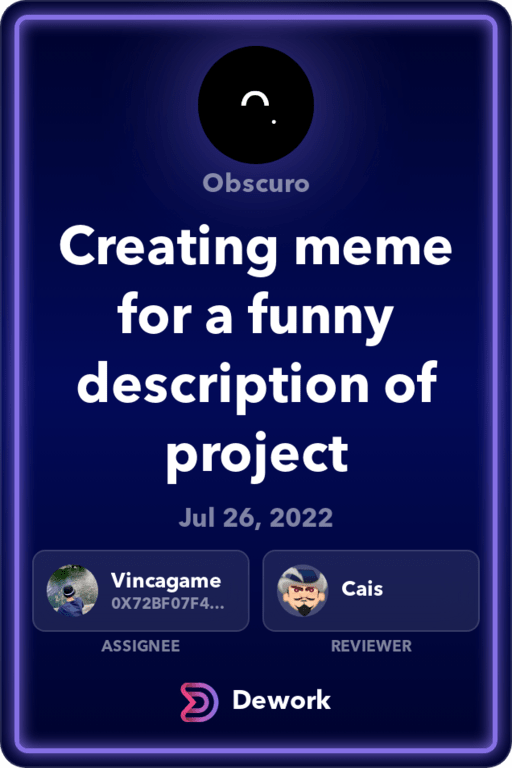 Obscuro
Creating meme
for a funny
description of
project
Jul 26, 2022
Vincagame
0X72BF07F4...
ASSIGNEE
Cais
REVIEWER
Dework